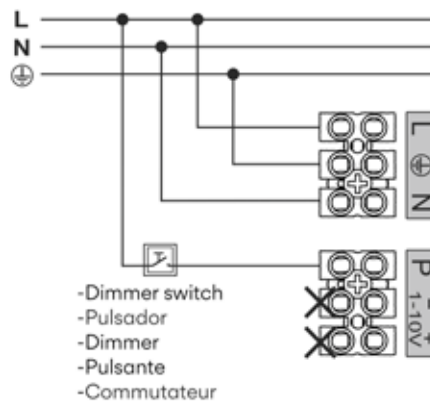 L
N
L
N
-Dimmer switch
-Pulsador
-Dimmer
-Pulsante
-Commutateur
P - +
1-10V